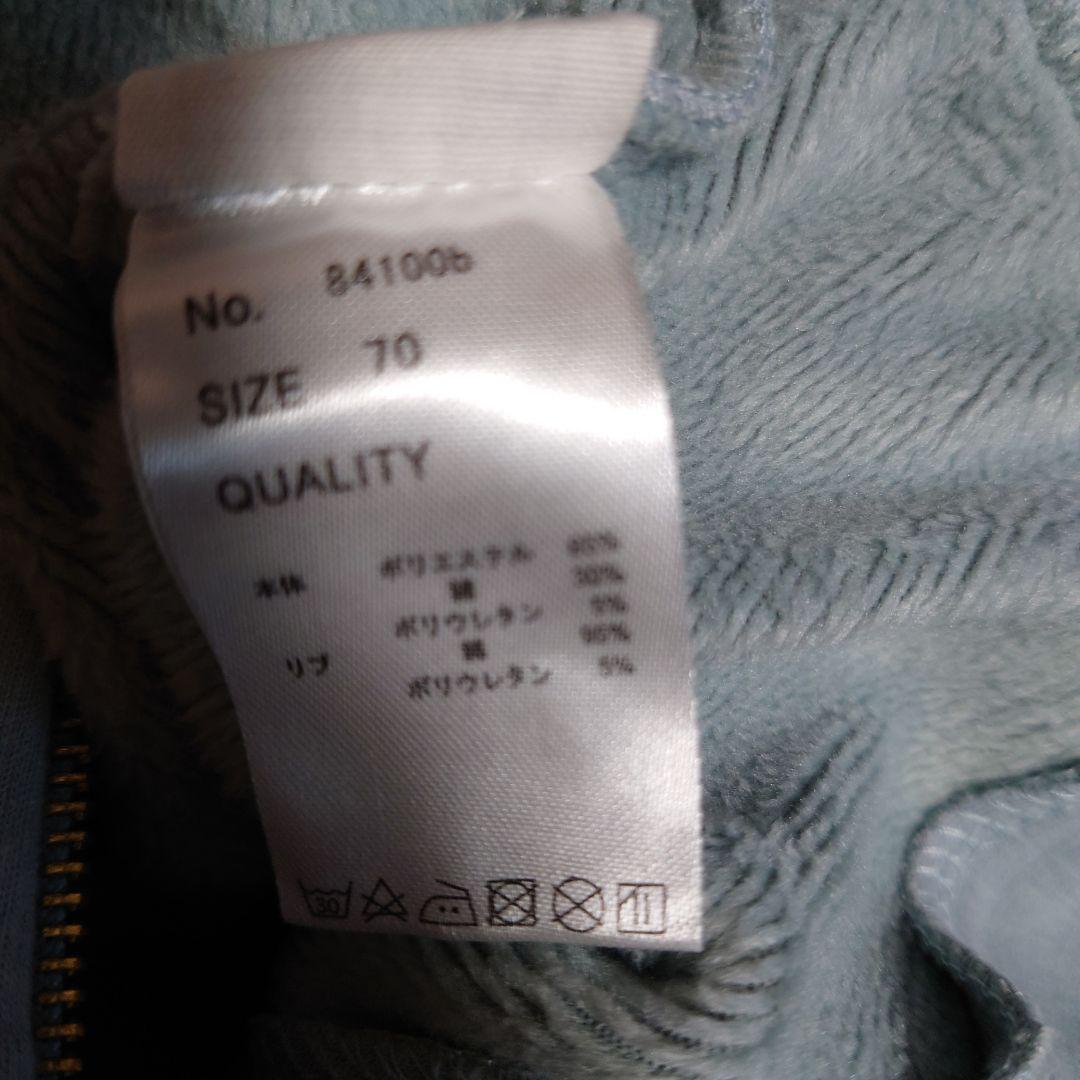 No. 84100b
SIZE 70
QUALITY
本体 ポリエステル 65%
綿 30%
ポリウレタン 5%
リブ 綿 95%
ポリウレタン 5%
30